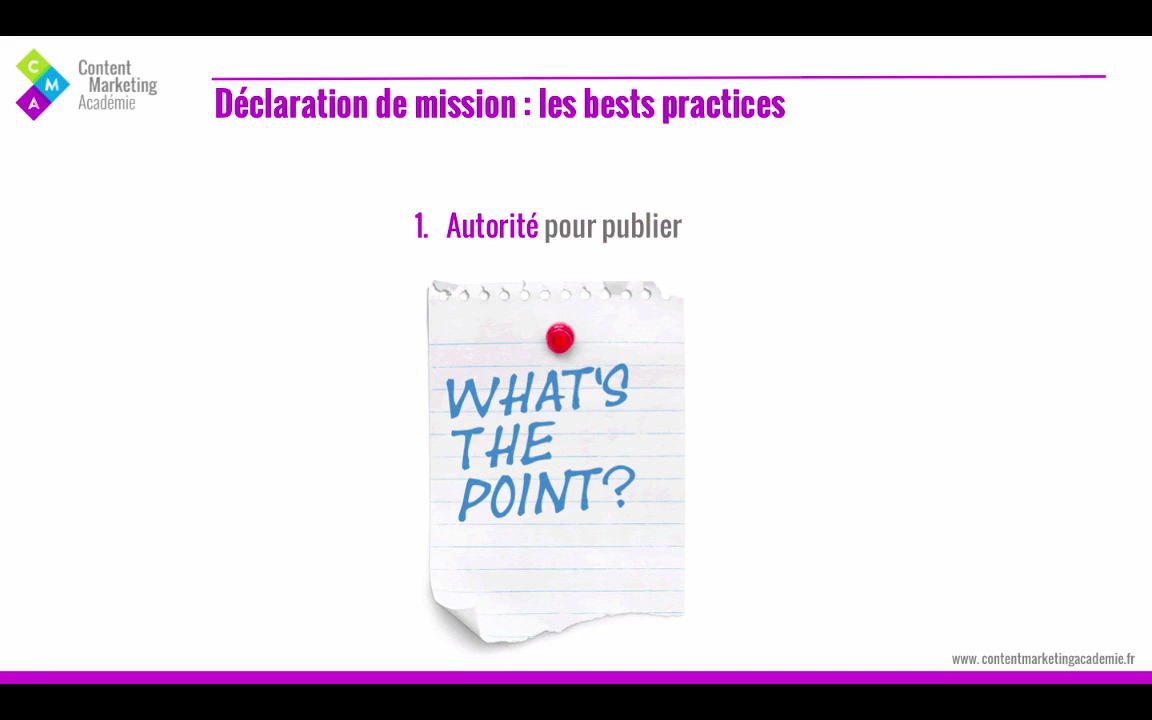 C
M
A
Content
Marketing
Académie
Déclaration de mission : les bests practices
1. Autorité pour publier
WHAT'S
THE
POINT?
www. contentmarketingacademie.fr